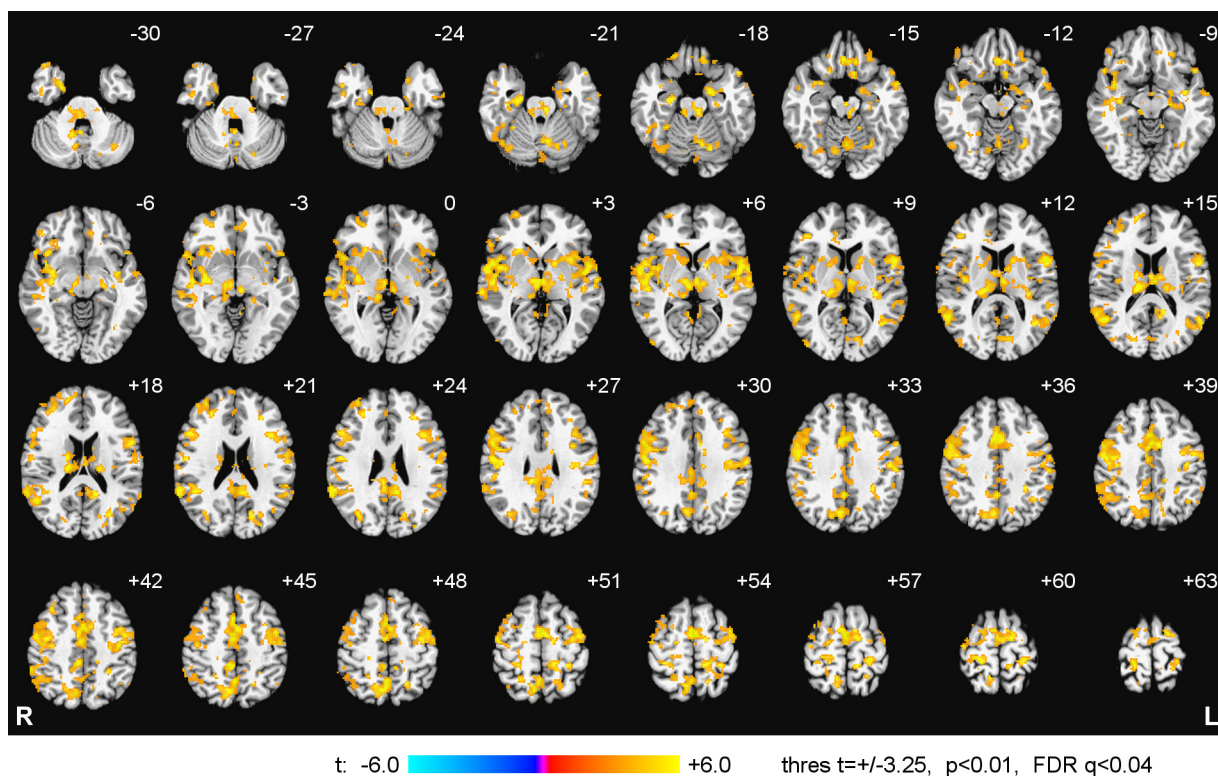 -30 -27 -24 -21 -18 -15 -12 -9
-6 -3 0 +3 +6 +9 +12 +15
+18 +21 +24 +27 +30 +33 +36 +39
+42 +45 +48 +51 +54 +57 +60 +63
R L
t: -6.0 +6.0 thres t=+/-3.25, p<0.01, FDR q<0.04